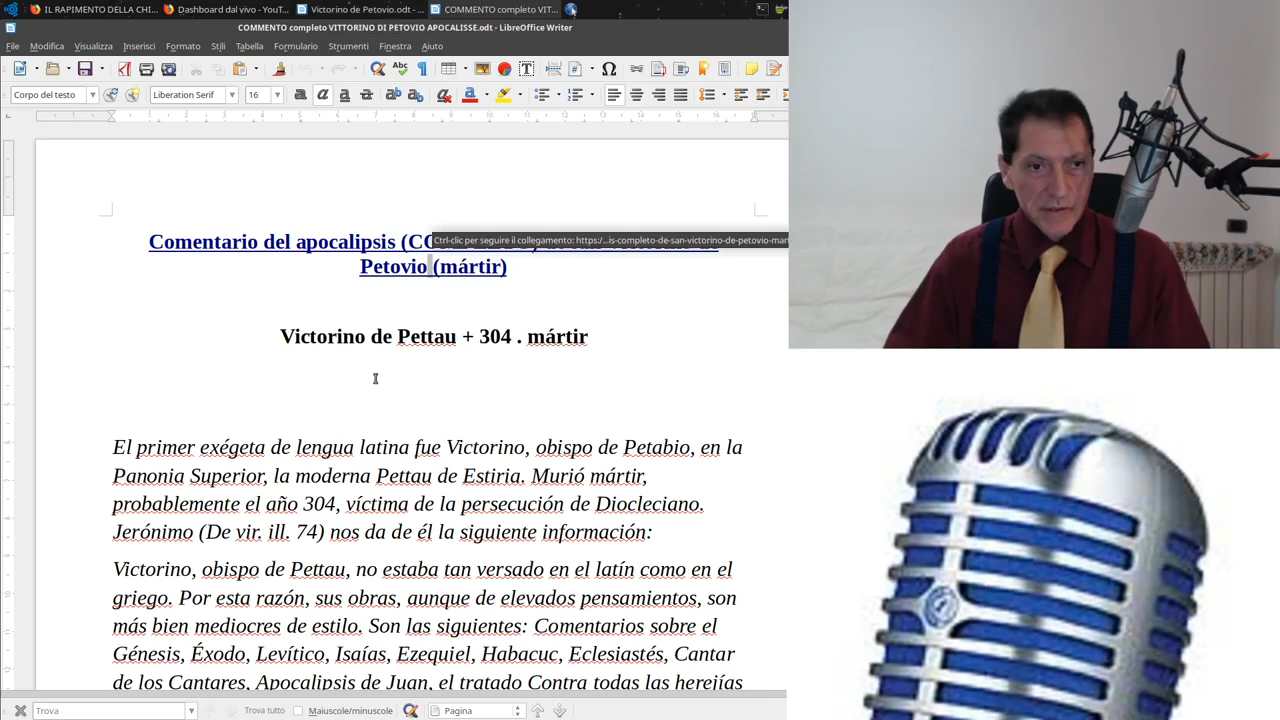 IL RAPIMENTO DELLA CHI...
Dashboard dal vivo - YouT...
Victorino de Petovio.odt - ...
COMMENTO completo VIT...
COMMENTO completo VITTORINO DI PETOVIO APOCALISSE.odt - LibreOffice Writer
File Modifica Visualizza Inserisci Formato Stili Tabella Formulario Strumenti Finestra Aiuto
Corpo del testo
Liberation Serif
16
Comentario del apocalipsis
Ctrl-clic per seguire il collegamento: https:/...is-completo-de-san-victorino-de-petovio-mar
Petovio (mártir)
Victorino de Pettau + 304 . mártir
El primer exégeta de lengua latina fue Victorino, obispo de Petabio, en la
Panonia Superior, la moderna Pettau de Estiria. Murió mártir,
probablemente el año 304, víctima de la persecución de Diocleciano.
Jerónimo (De vir. ill. 74) nos da de él la siguiente información:
Victorino, obispo de Pettau, no estaba tan versado en el latín como en el
griego. Por esta razón, sus obras, aunque de elevados pensamientos, son
más bien mediocres de estilo. Son las siguientes: Comentarios sobre el
Génesis, Éxodo, Levítico, Isaías, Ezequiel, Habacuc, Eclesiastés, Cantar
de los Cantares, Apocalipsis de Juan, el tratado Contra todas las herejías
Trova
Trova tutto
Maiuscole/minuscole
Pagina